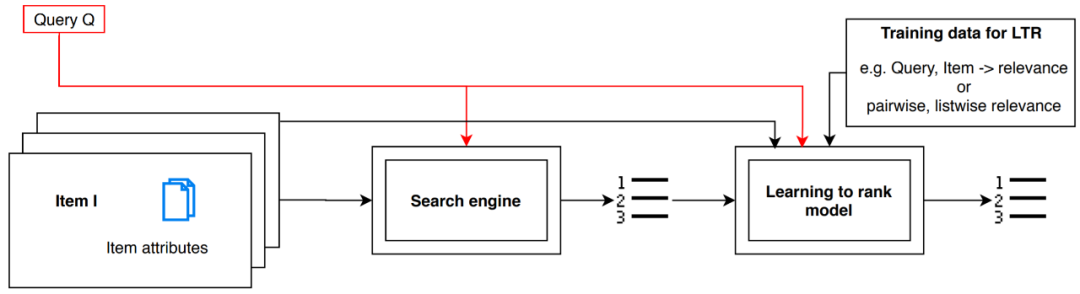 Query Q
Training data for LTR
e.g. Query, Item -> relevance
or
pairwise, listwise relevance
Item I
Item attributes
Search engine
1
2
3
Learning to rank
model
1
2
3